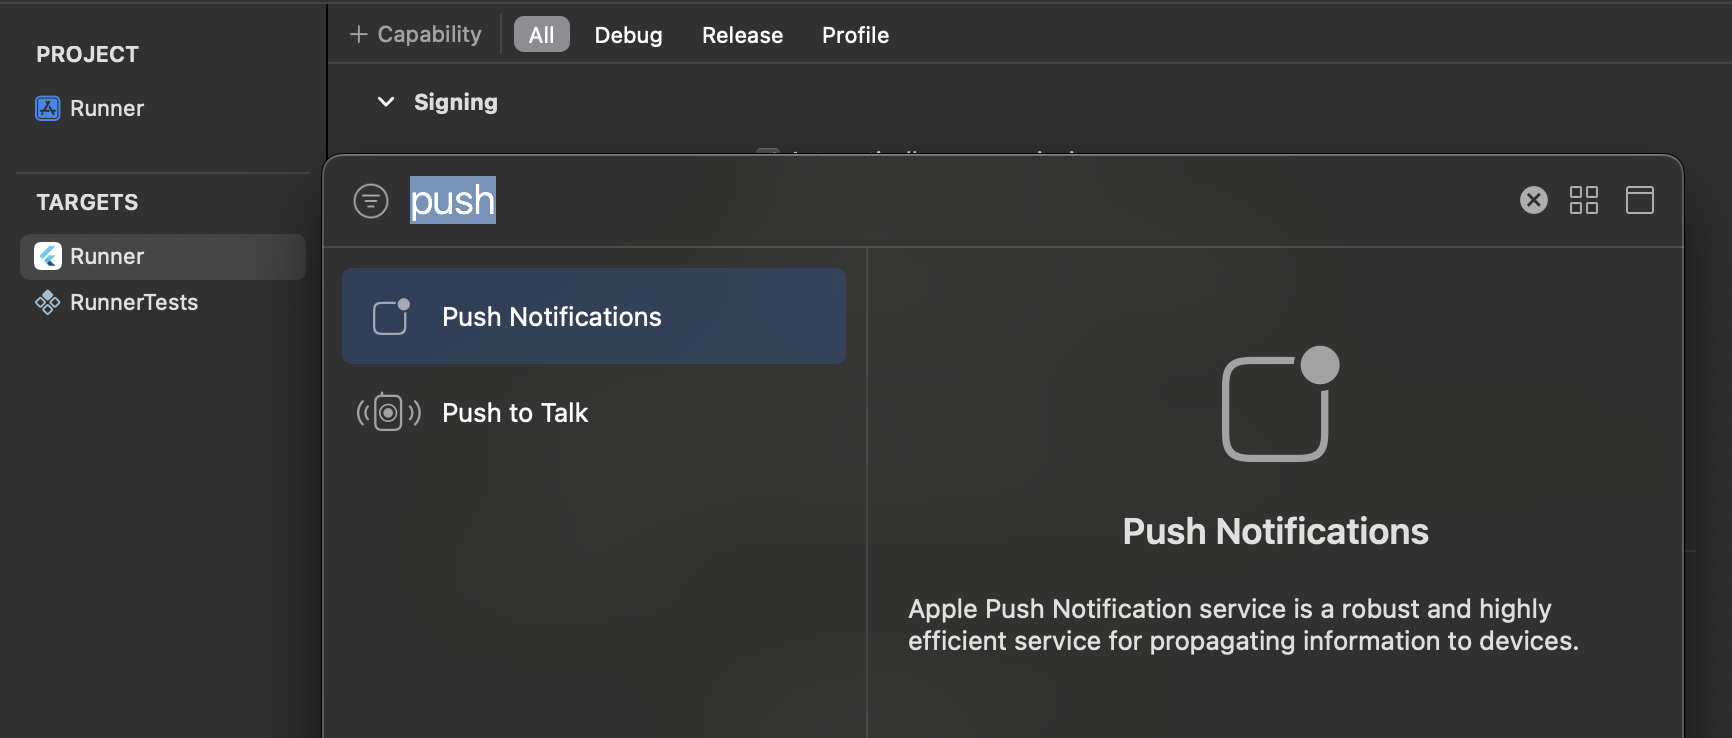 PROJECT
Runner
TARGETS
Runner
RunnerTests
+ Capability
All
Debug
Release
Profile
Signing
push
Push Notifications
Push to Talk
Push Notifications
Apple Push Notification service is a robust and highly
efficient service for propagating information to devices.